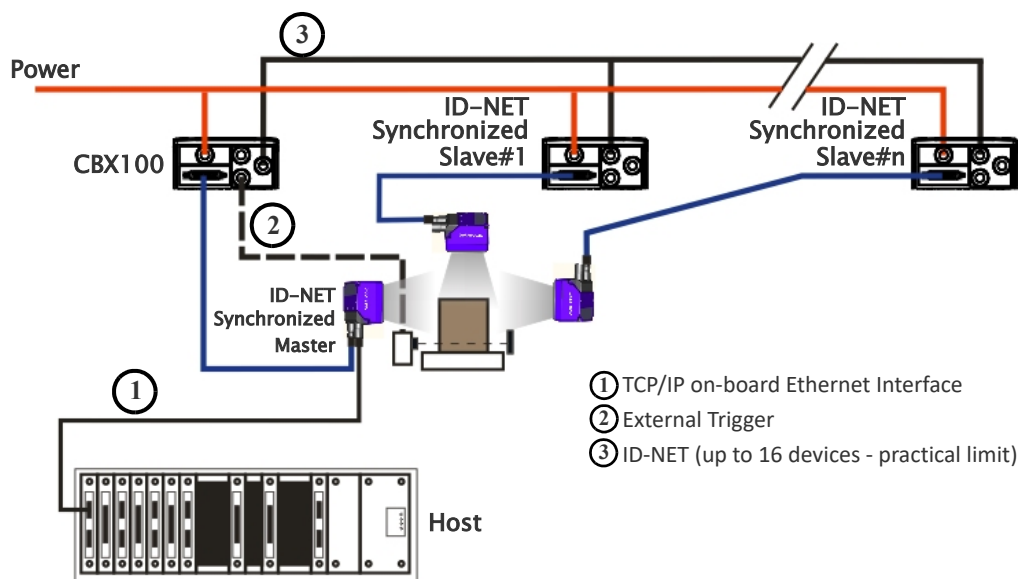 3
Power
ID-NET
Synchronized
Slave#1
ID-NET
Synchronized
Slave#n
CBX100
2
ID-NET
Synchronized
Master
1
1 TCP/IP on-board Ethernet Interface
2 External Trigger
3 ID-NET (up to 16 devices - practical limit)
Host